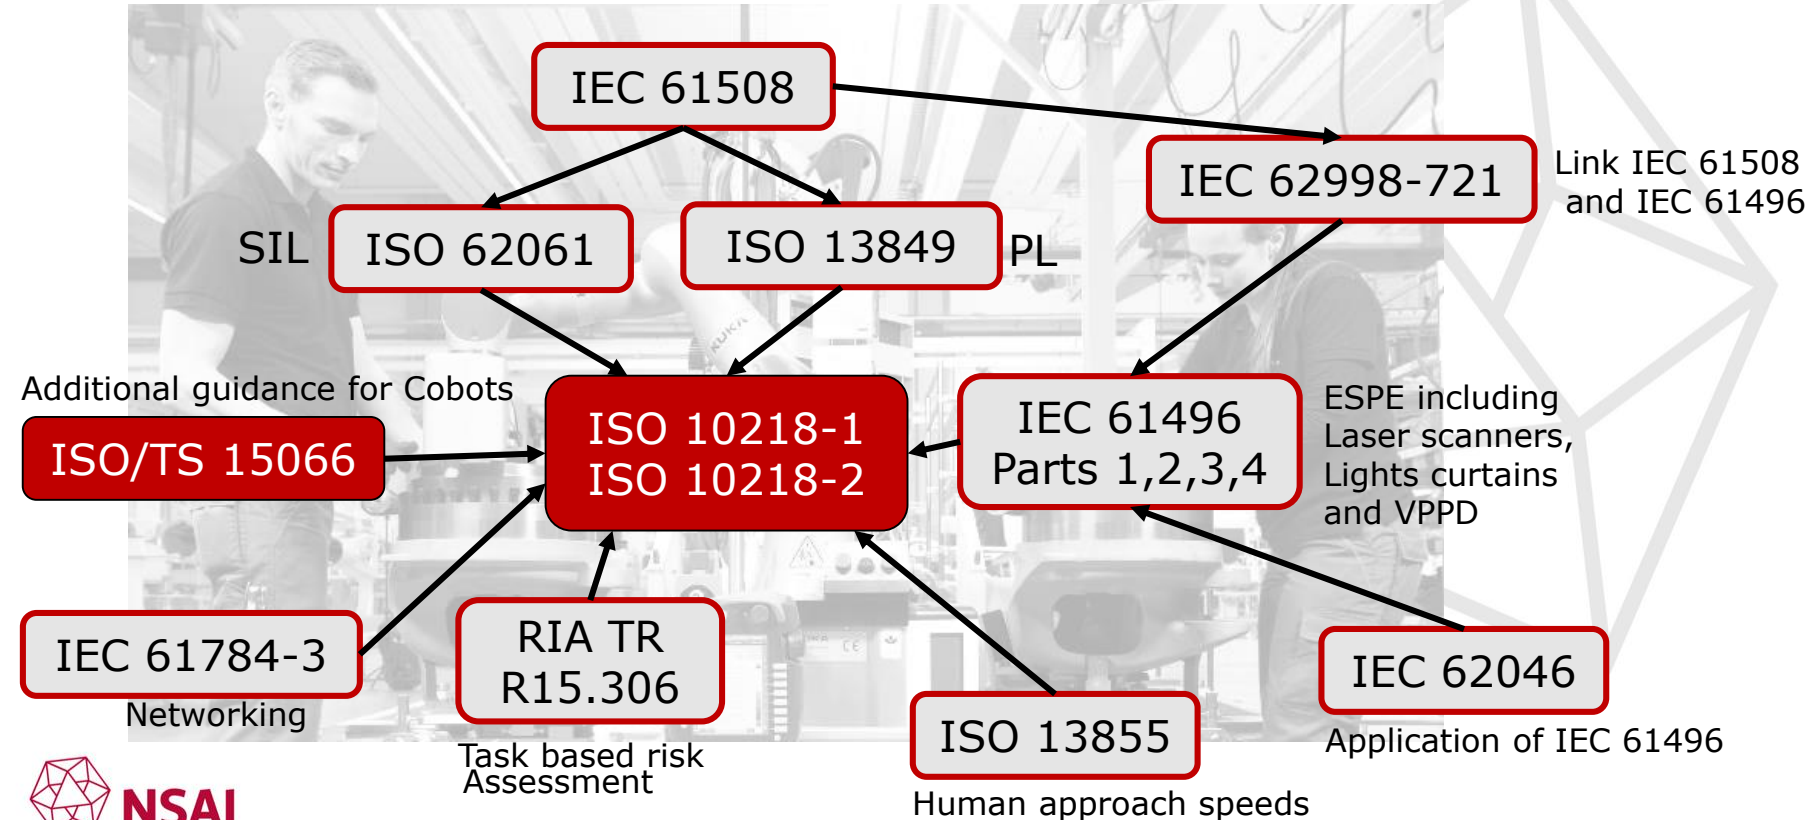 IEC 61508
IEC 62998-721
Link IEC 61508
and IEC 61496
SIL
ISO 62061
ISO 13849
PL
Additional guidance for Cobots
ISO/TS 15066
ISO 10218-1
ISO 10218-2
IEC 61496
Parts 1,2,3,4
ESPE including
Laser scanners,
Lights curtains
and VPPD
KUKA
IEC 61784-3
Networking
RIA TR
R15.306
Task based risk
Assessment
ISO 13855
Human approach speeds
IEC 62046
Application of IEC 61496
CE
NSAI